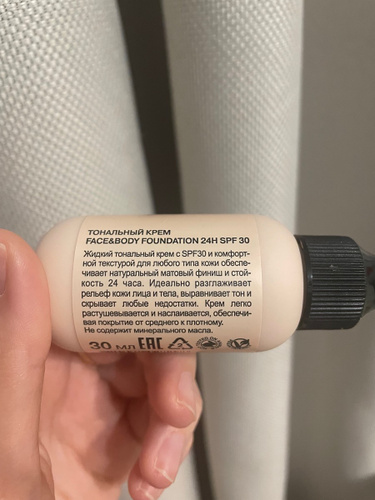 ТОНАЛЬНЫЙ КРЕМ
FACE&BODY FOUNDATION 24H SPF 30
Жидкий тональный крем с SPF30 и комфорт-
ной текстурой для любого типа кожи обеспе-
чивает натуральный матовый финиш и стой-
кость 24 часа. Идеально разглаживает
рельеф кожи лица и тела, выравнивает тон и
скрывает любые недостатки. Крем легко
растушевывается и наслаивается, обеспечи-
вая покрытие от среднего к плотному.
Не содержит минерального масла.
30 мл EAC